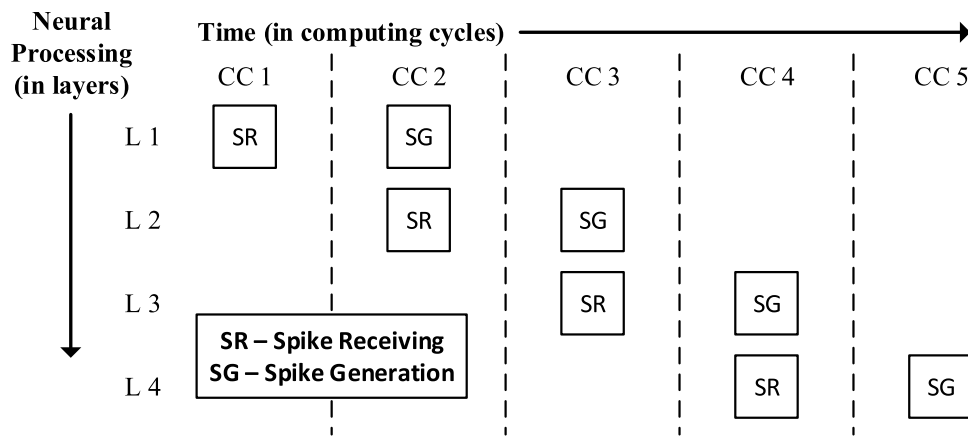 Neural
Processing
(in layers)
Time (in computing cycles)
CC 1 CC 2 CC 3 CC 4 CC 5
L 1 SR SG
L 2 SR SG
L 3 SR SG
SR – Spike Receiving
SG – Spike Generation
L 4 SR SG